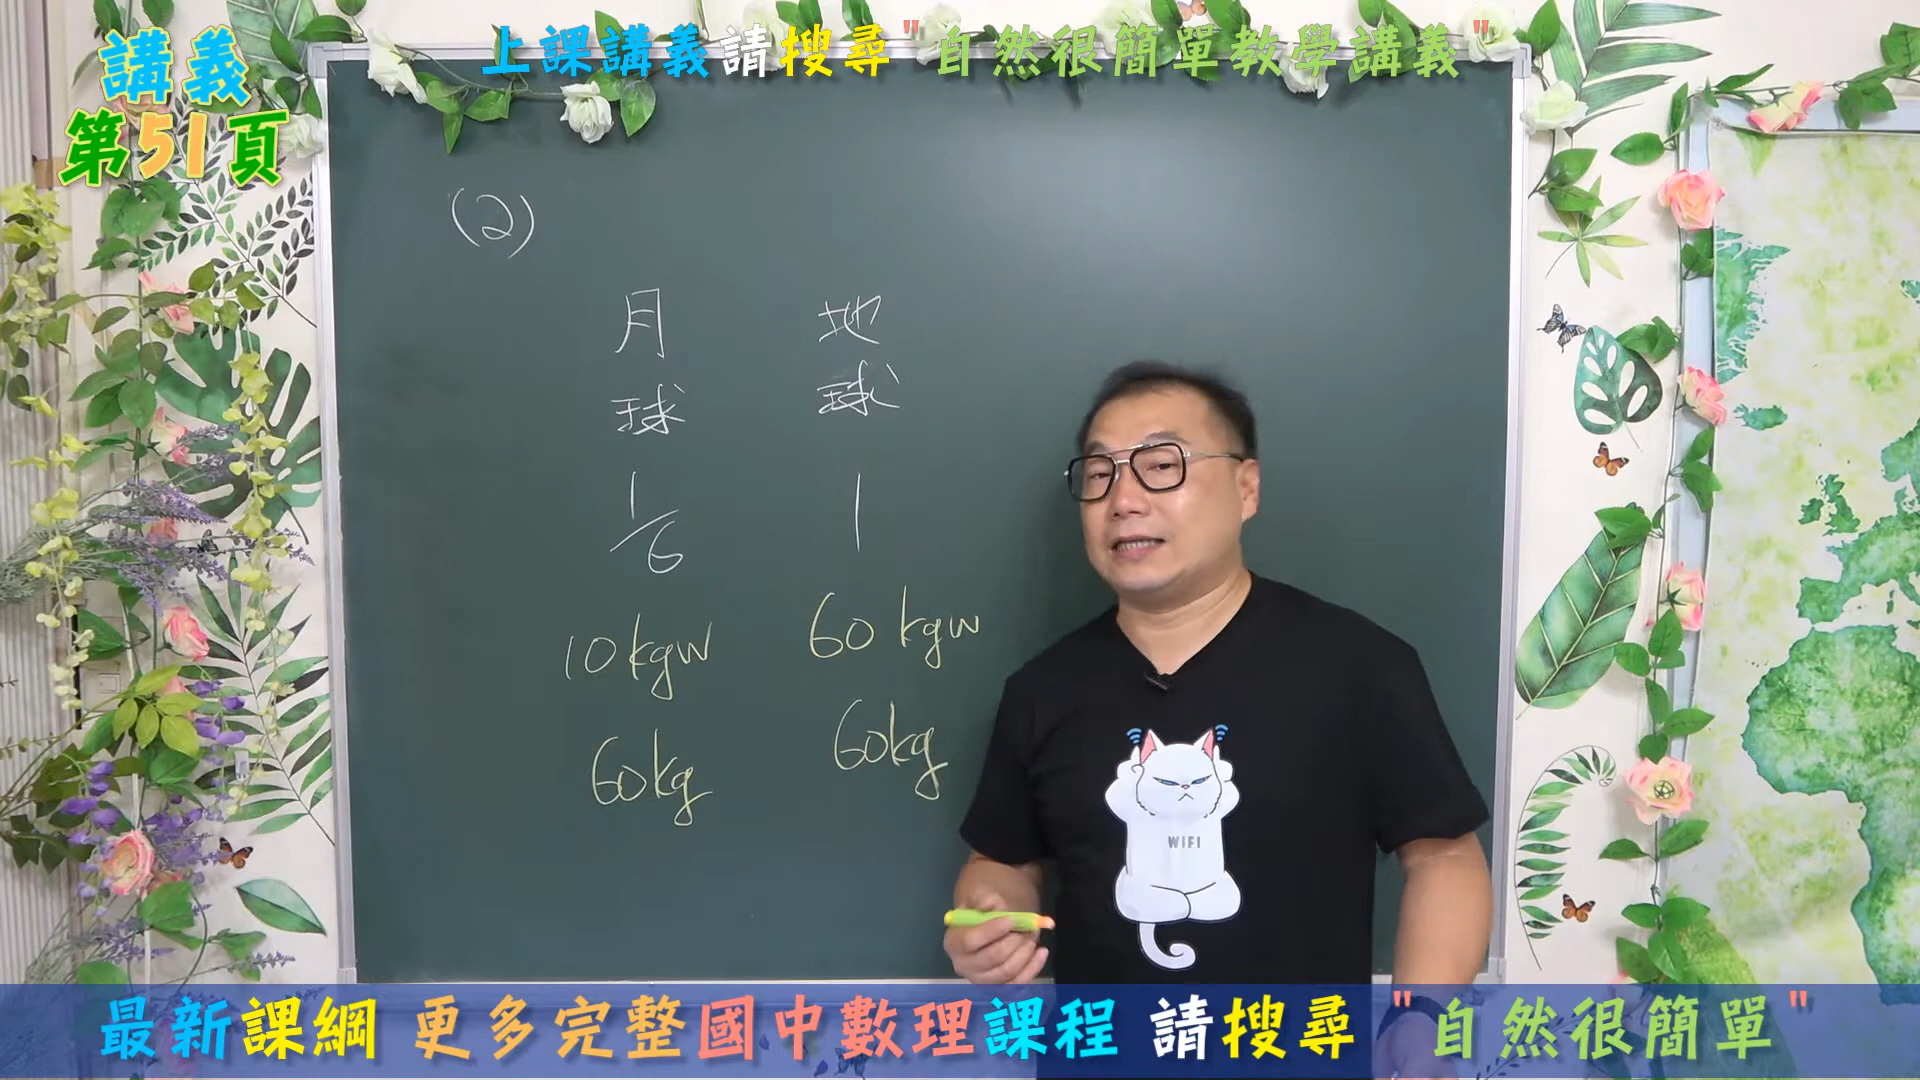 上課講義請搜尋"自然很簡單教學講義"
講義
第51頁
(2)
月球 地球
1/6 1
10kgw 60kgw
60kg 60kg
WIFI
最新課綱 更多完整國中數理課程 請搜尋"自然很簡單"